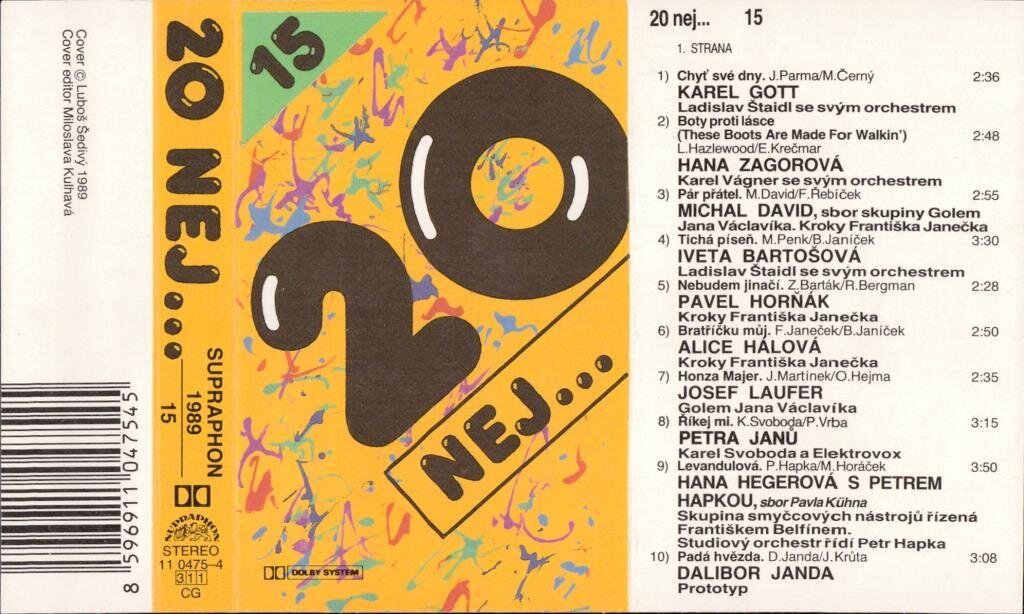 Cover © Luboš Šedivý 1989
Cover editor Miloslava Kulhavá
8 596911 047545
20 NEJ...
SUPRAPHON
1989
15
SUPRAPHON
STEREO
11 0475-4
311
CG
15
20
NEJ...
DOLBY SYSTEM
20 nej... 15
1. STRANA
1) Chyť své dny. J.Parma/M.Černý 2:36
KAREL GOTT
Ladislav Štaidl se svým orchestrem
2) Boty proti lásce
(These Boots Are Made For Walkin') 2:48
L.Hazlewood/E.Krečmar
HANA ZAGOROVÁ
Karel Vágner se svým orchestrem
3) Pár přátel. M.David/F.Řebíček 2:55
MICHAL DAVID, sbor skupiny Golem
Jana Václavíka. Kroky Františka Janečka
4) Tichá píseň. M.Penk/B.Janíček 3:30
IVETA BARTOŠOVÁ
Ladislav Štaidl se svým orchestrem
5) Nebudem jinačí. Z.Barták/R.Bergman 2:28
PAVEL HORŇÁK
Kroky Františka Janečka
6) Bratříčku můj. F.Janeček/B.Janíček 2:50
ALICE HÁLOVÁ
Kroky Františka Janečka
7) Honza Majer. J.Martínek/O.Hejma 2:35
JOSEF LAUFER
Golem Jana Václavíka
8) Říkej mi. K.Svoboda/P.Vrba 3:15
PETRA JANŮ
Karel Svoboda a Elektrovox
9) Levandulová. P.Hapka/M.Horáček 3:50
HANA HEGEROVÁ S PETREM
HAPKOU, sbor Pavla Kühna
Skupina smyčcových nástrojů řízená
Františkem Belfínem.
Studiový orchestr řídí Petr Hapka
10) Padá hvězda. D.Janda/J.Krůta 3:08
DALIBOR JANDA
Prototyp